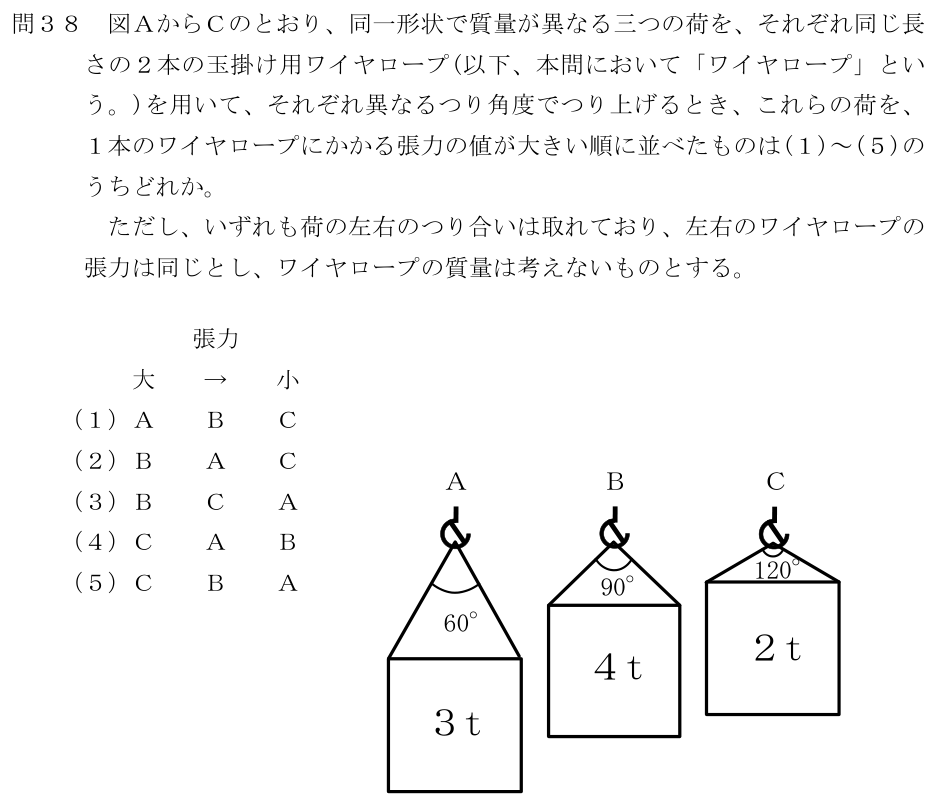 問３８　図ＡからＣのとおり、同一形状で質量が異なる三つの荷を、それぞれ同じ長
さの２本の玉掛け用ワイヤロープ(以下、本問において「ワイヤロープ」とい
う。)を用いて、それぞれ異なるつり角度でつり上げるとき、これらの荷を、
１本のワイヤロープにかかる張力の値が大きい順に並べたものは(１)～(５)の
うちどれか。
ただし、いずれも荷の左右のつり合いは取れており、左右のワイヤロープの
張力は同じとし、ワイヤロープの質量は考えないものとする。
張力
大　→　小
(１) Ａ　Ｂ　Ｃ
(２) Ｂ　Ａ　Ｃ
(３) Ｂ　Ｃ　Ａ
(４) Ｃ　Ａ　Ｂ
(５) Ｃ　Ｂ　Ａ
Ａ　Ｂ　Ｃ
60°
90°
120°
３ｔ
４ｔ
２ｔ